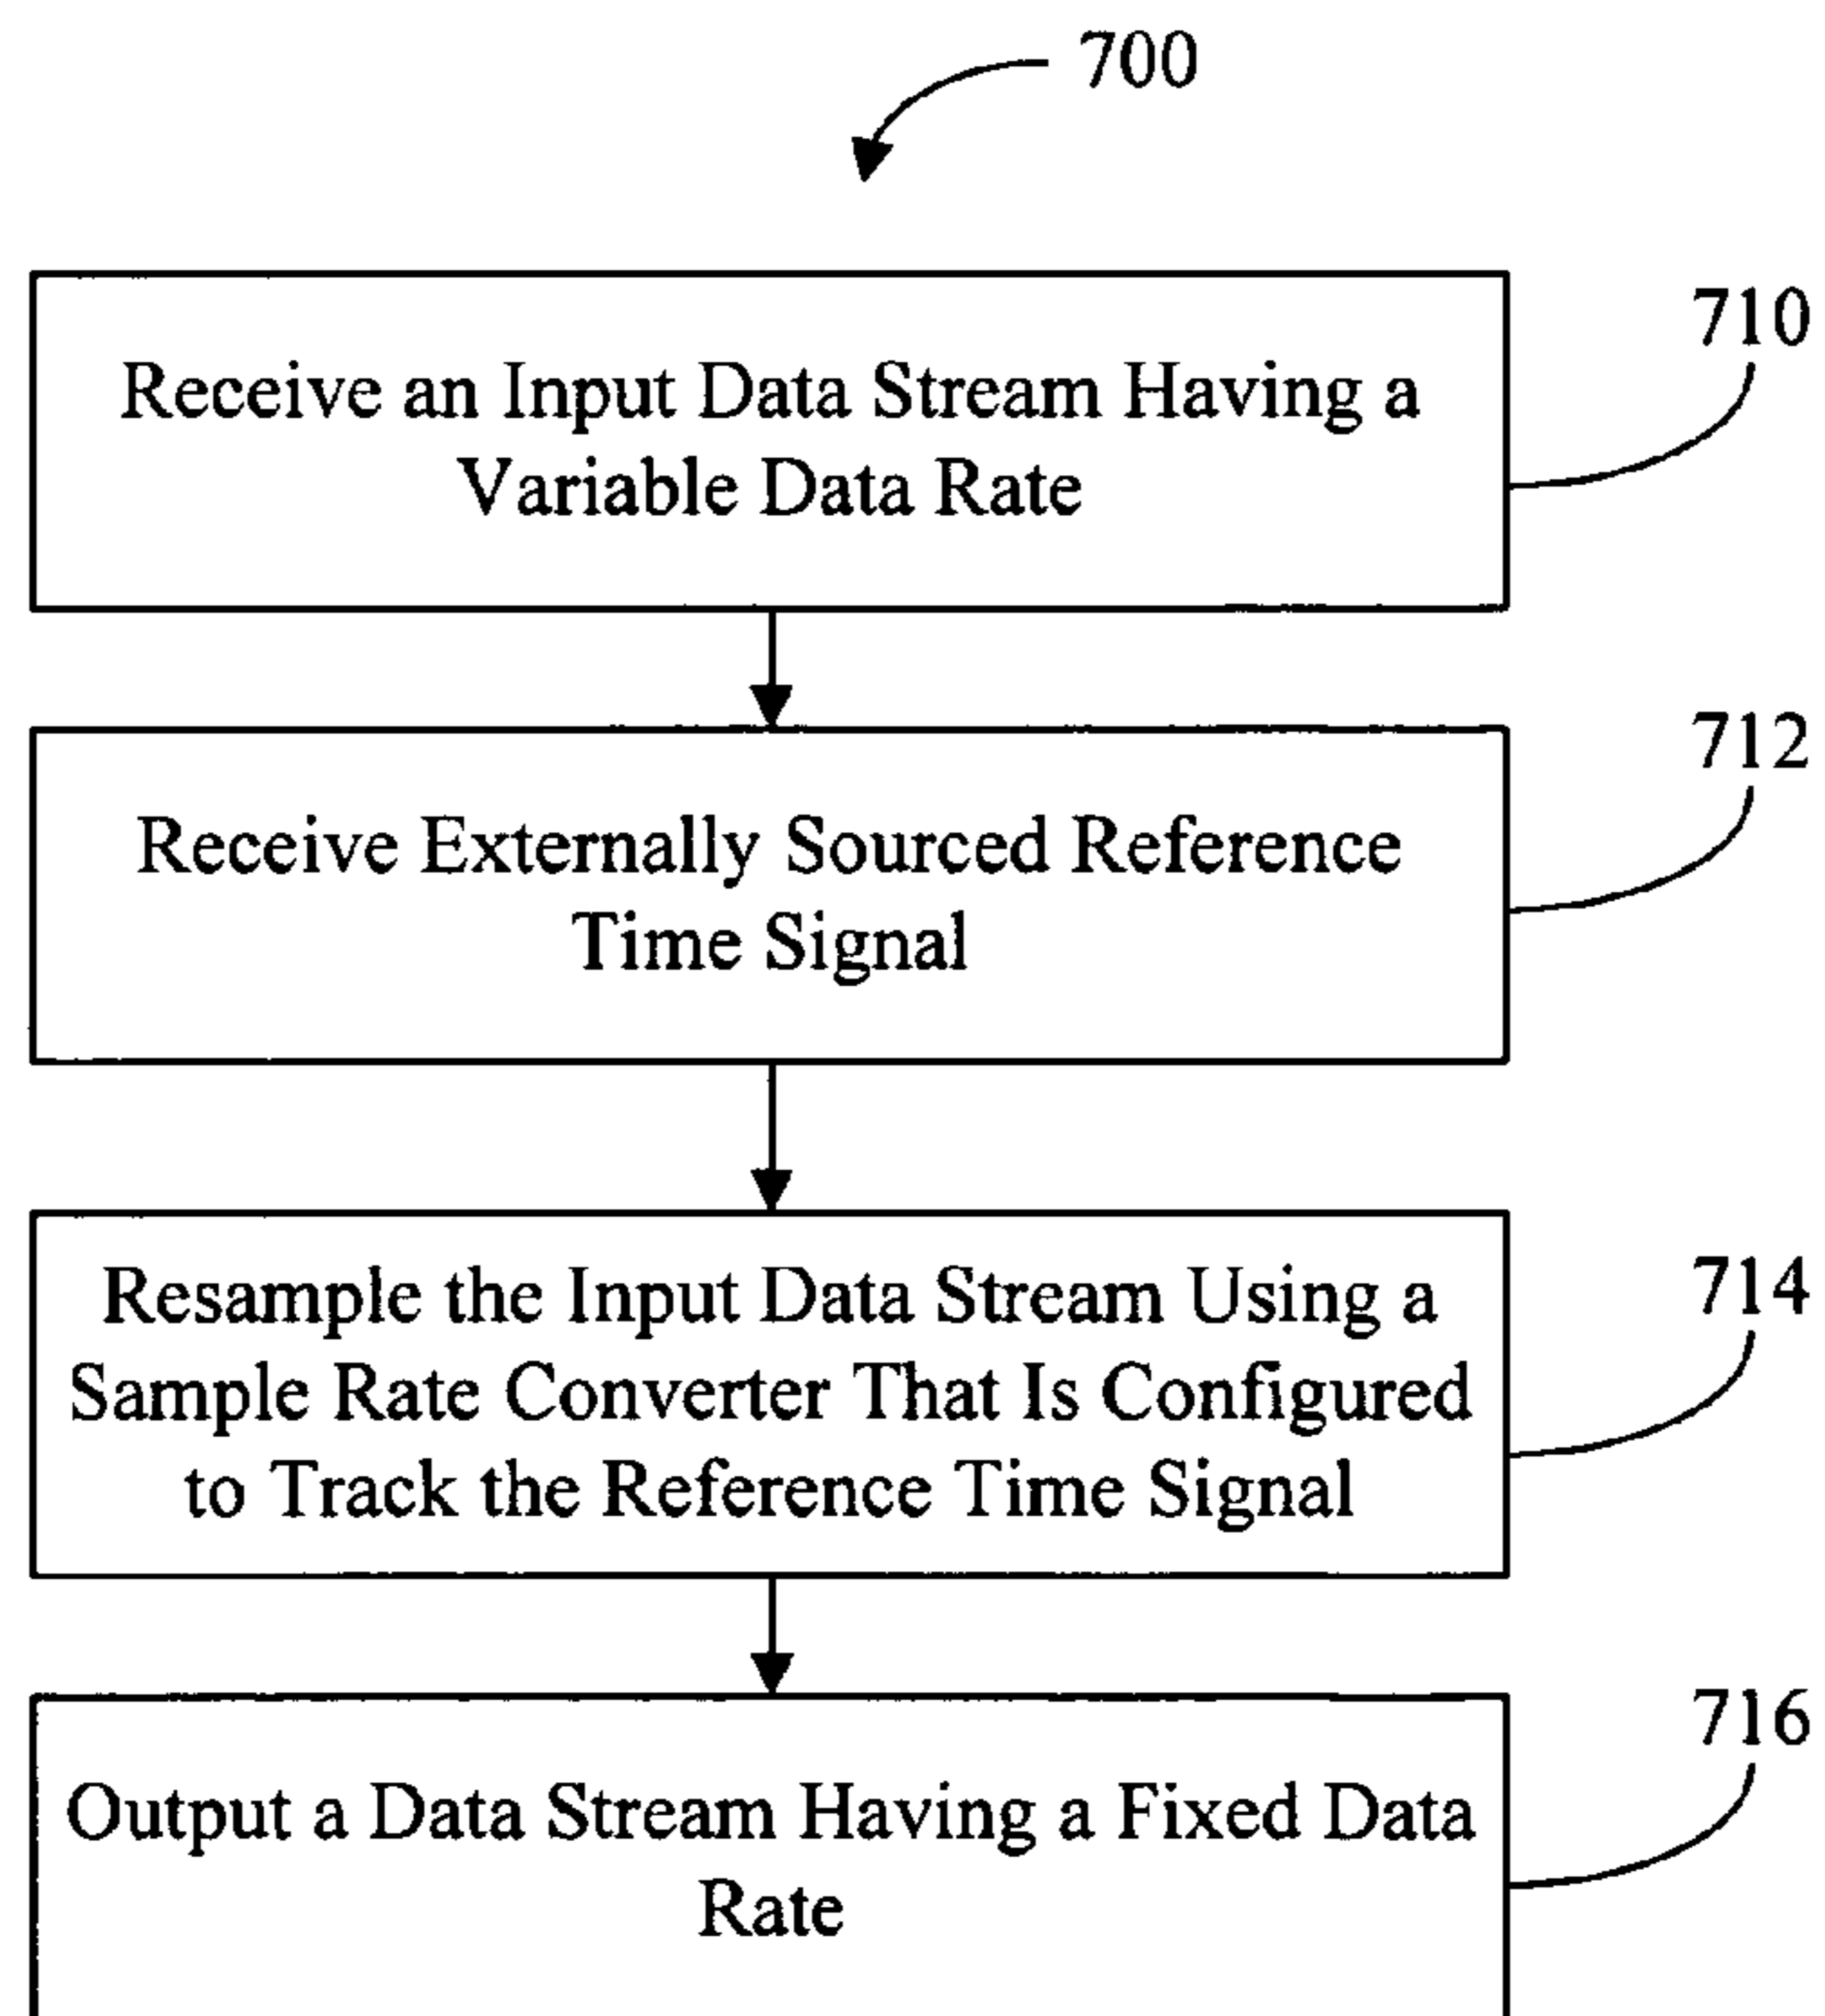 700
710
Receive an Input Data Stream Having a
Variable Data Rate
712
Receive Externally Sourced Reference
Time Signal
714
Resample the Input Data Stream Using a
Sample Rate Converter That Is Configured
to Track the Reference Time Signal
716
Output a Data Stream Having a Fixed Data
Rate